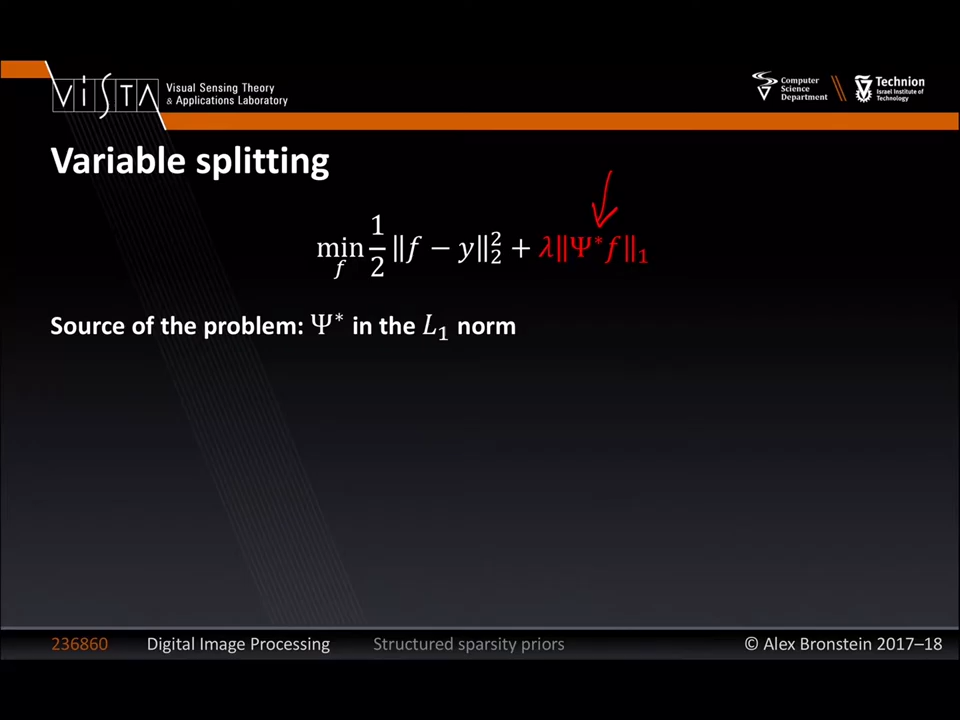 ViSTA
Visual Sensing Theory
& Applications Laboratory
Computer
Science
Department
Technion
Israel Institute of
Technology
Variable splitting
min_f 1/2 ‖f − y‖₂² + λ‖Ψ*f‖₁
Source of the problem: Ψ* in the L₁ norm
236860 Digital Image Processing Structured sparsity priors © Alex Bronstein 2017–18